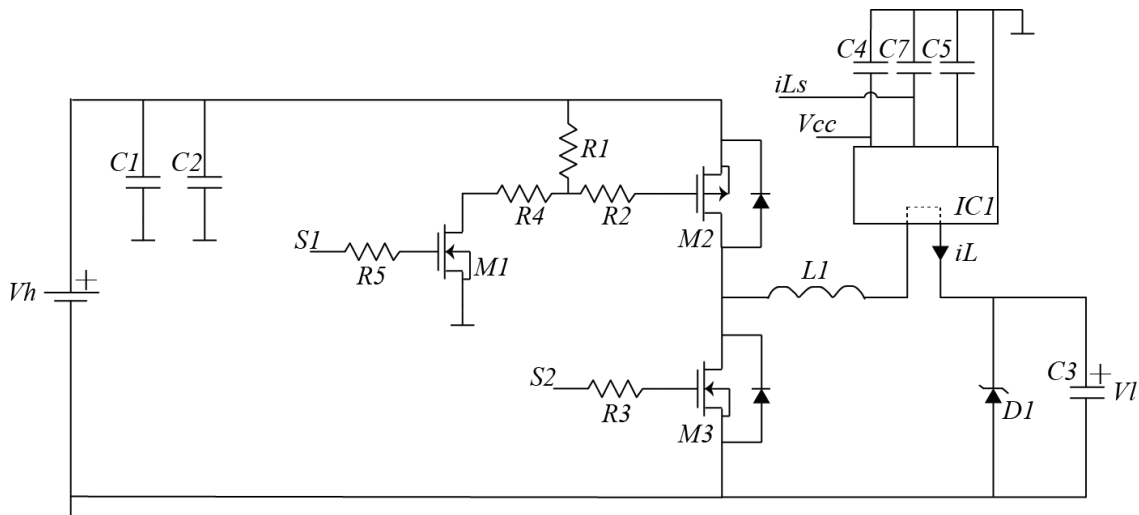 C4 C7 C5
iLs
Vcc
C1 C2
R1
R4 R2
IC1
S1
R5
M1
M2
iL
Vh +
L1
S2
R3
M3
C3 + Vl
D1